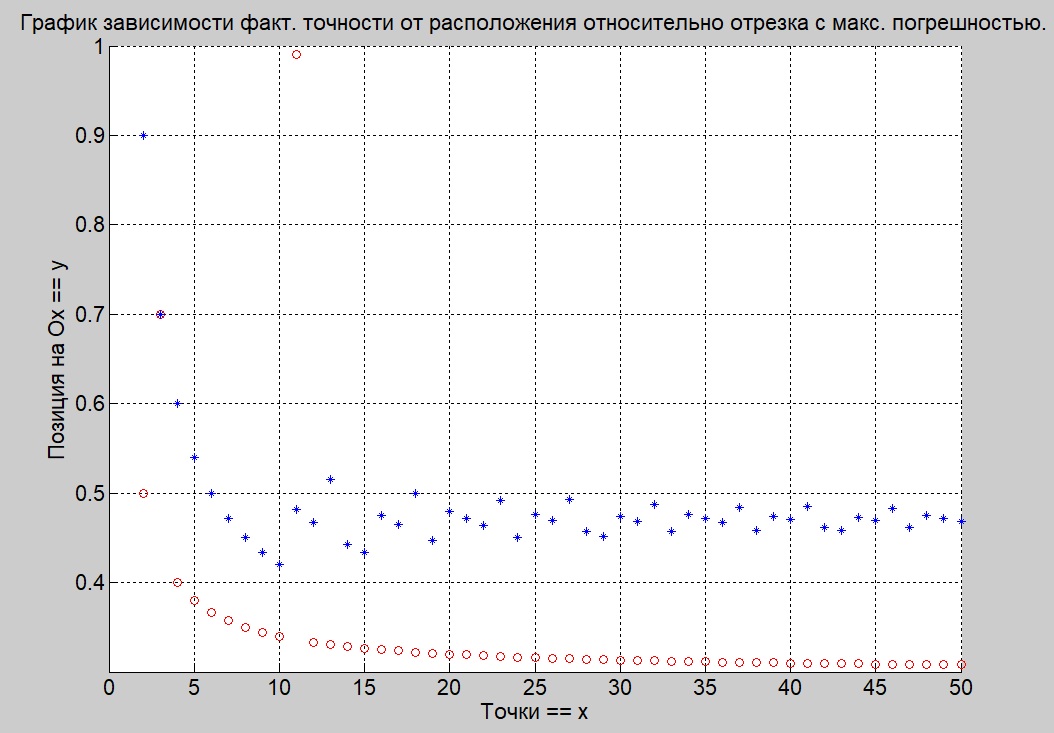 График зависимости факт. точности от расположения относительно отрезка с макс. погрешностью.
1
0.9
0.8
0.7
0.6
0.5
0.4
Позиция на Ox == y
0 5 10 15 20 25 30 35 40 45 50
Точки == x